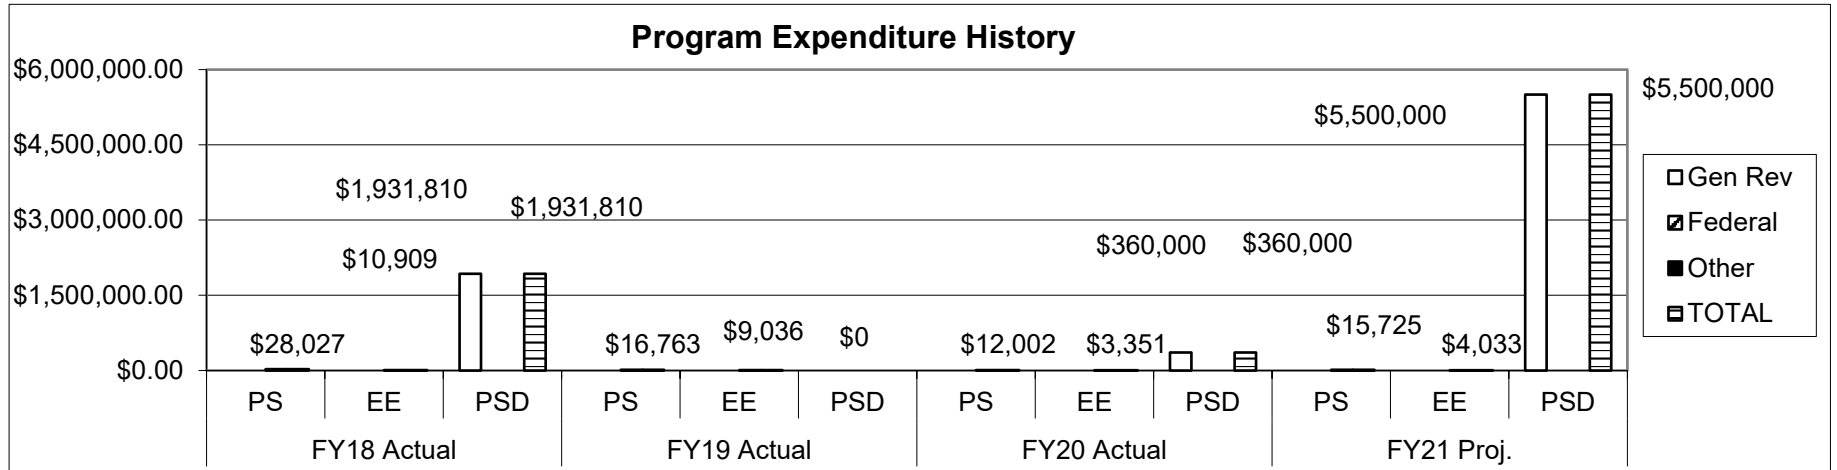 Program Expenditure History
$6,000,000.00
$4,500,000.00
$3,000,000.00
$1,500,000.00
$0.00
$28,027
$10,909
$1,931,810
$1,931,810
$16,763
$9,036
$0
$12,002
$3,351
$360,000
$360,000
$15,725
$4,033
$5,500,000
$5,500,000
PS EE PSD PS EE PSD PS EE PSD PS EE PSD
FY18 Actual FY19 Actual FY20 Actual FY21 Proj.
Gen Rev
Federal
Other
TOTAL